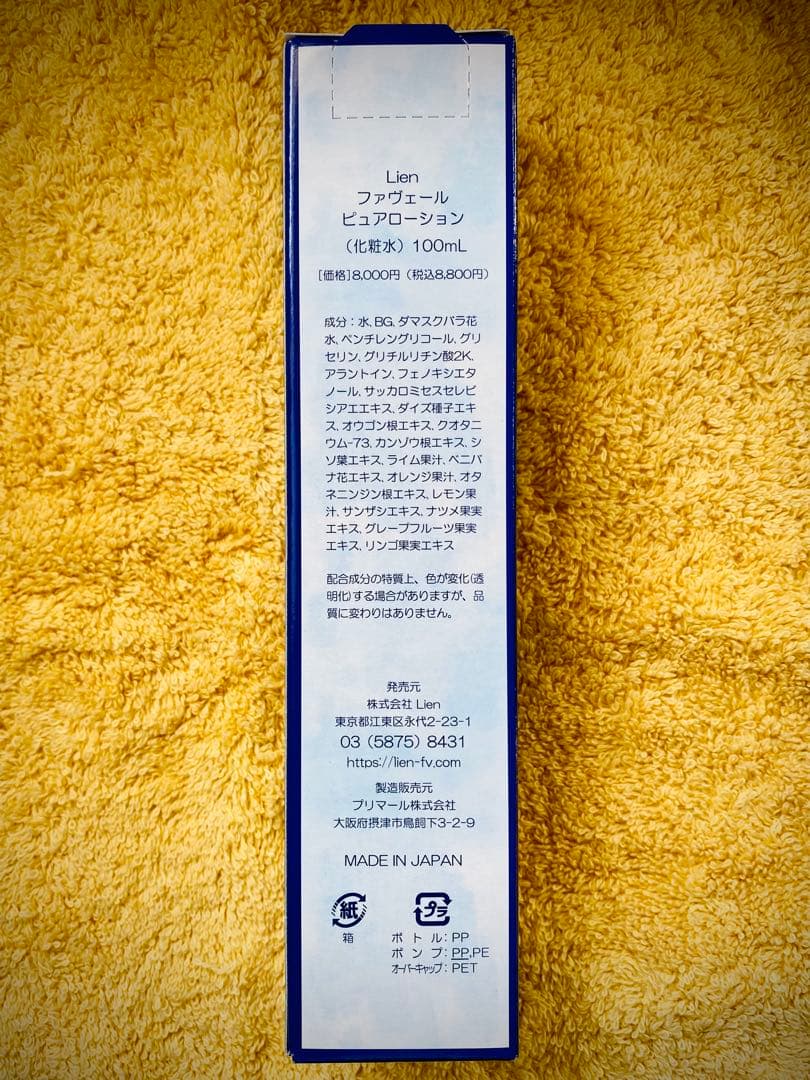 Lien
ファヴェール
ピュアローション
（化粧水）100mL
[価格]8,000円（税込8,800円）
成分：水、BG、ダマスクバラ花
水、ペンチレングリコール、グリ
セリン、グリチルリチン酸2K、
アラントイン、フェノキシエタ
ノール、サッカロミセスセレビ
シアエエキス、ダイズ種子エキ
ス、オウゴン根エキス、クオタニ
ウム-73、カンゾウ根エキス、シ
ソ葉エキス、ライム果汁、ベニバ
ナ花エキス、オレンジ果汁、オタ
ネニンジン根エキス、レモン果
汁、サンザシエキス、ナツメ果実
エキス、グレープフルーツ果実
エキス、リンゴ果実エキス
配合成分の特質上、色が変化(透
明化)する場合がありますが、品
質に変わりはありません。
発売元
株式会社 Lien
東京都江東区永代2-23-1
03（5875）8431
https://lien-fv.com
製造販売元
プリマール株式会社
大阪府摂津市鳥飼下3-2-9
MADE IN JAPAN
紙 プラ
箱 ボトル：PP
ポンプ：PP,PE
オーバーキャップ：PET